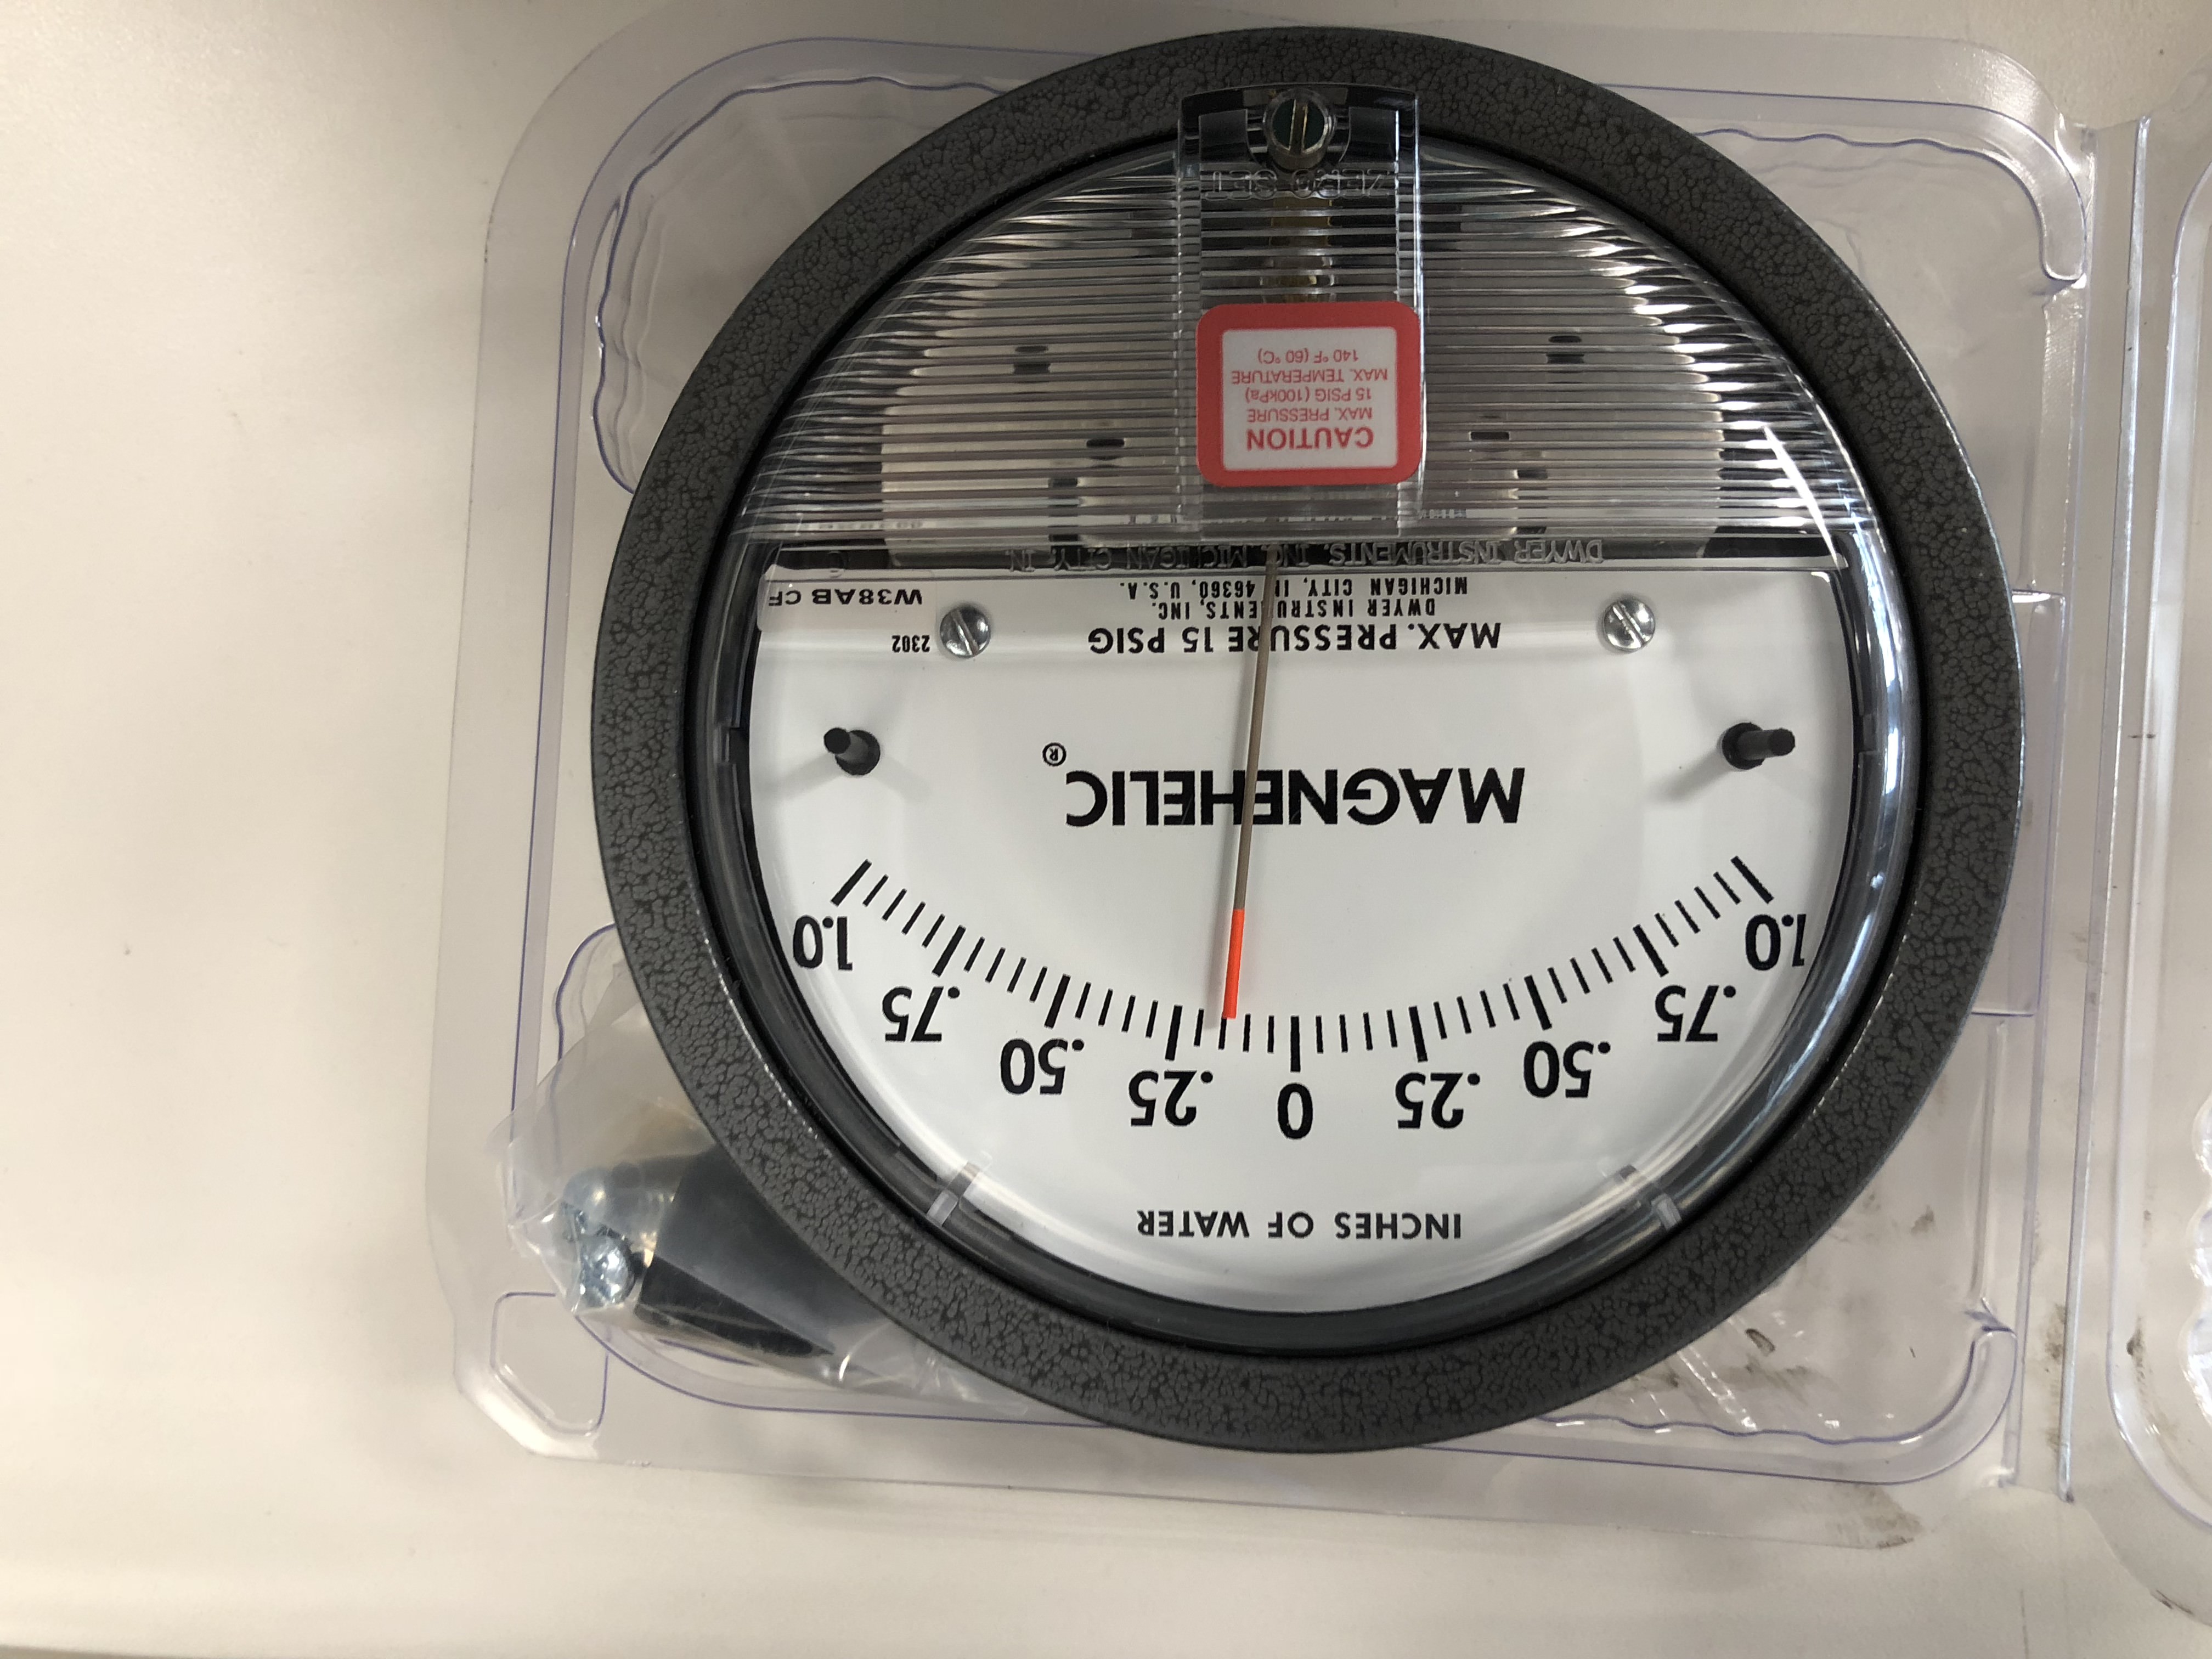 INCHES OF WATER
1.0 .75 .50 .25 0 .25 .50 .75 1.0
MAGNEHELIC®
MAX. PRESSURE 15 PSIG
2302
DWYER INSTRUMENTS, INC.
MICHIGAN CITY, IN 46360, U.S.A.
W38AB CF
DWYER INSTRUMENTS, INC. MICHIGAN CITY, IN.
CAUTION
MAX. PRESSURE
15 PSIG (100kPa)
MAX. TEMPERATURE
140 °F (60 °C)
ZERO SET